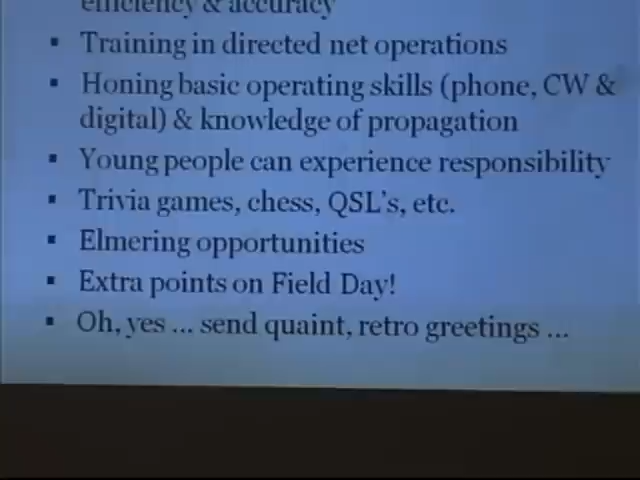 efficiency & accuracy
▪ Training in directed net operations
▪ Honing basic operating skills (phone, CW &
digital) & knowledge of propagation
▪ Young people can experience responsibility
▪ Trivia games, chess, QSL's, etc.
▪ Elmering opportunities
▪ Extra points on Field Day!
▪ Oh, yes ... send quaint, retro greetings ...